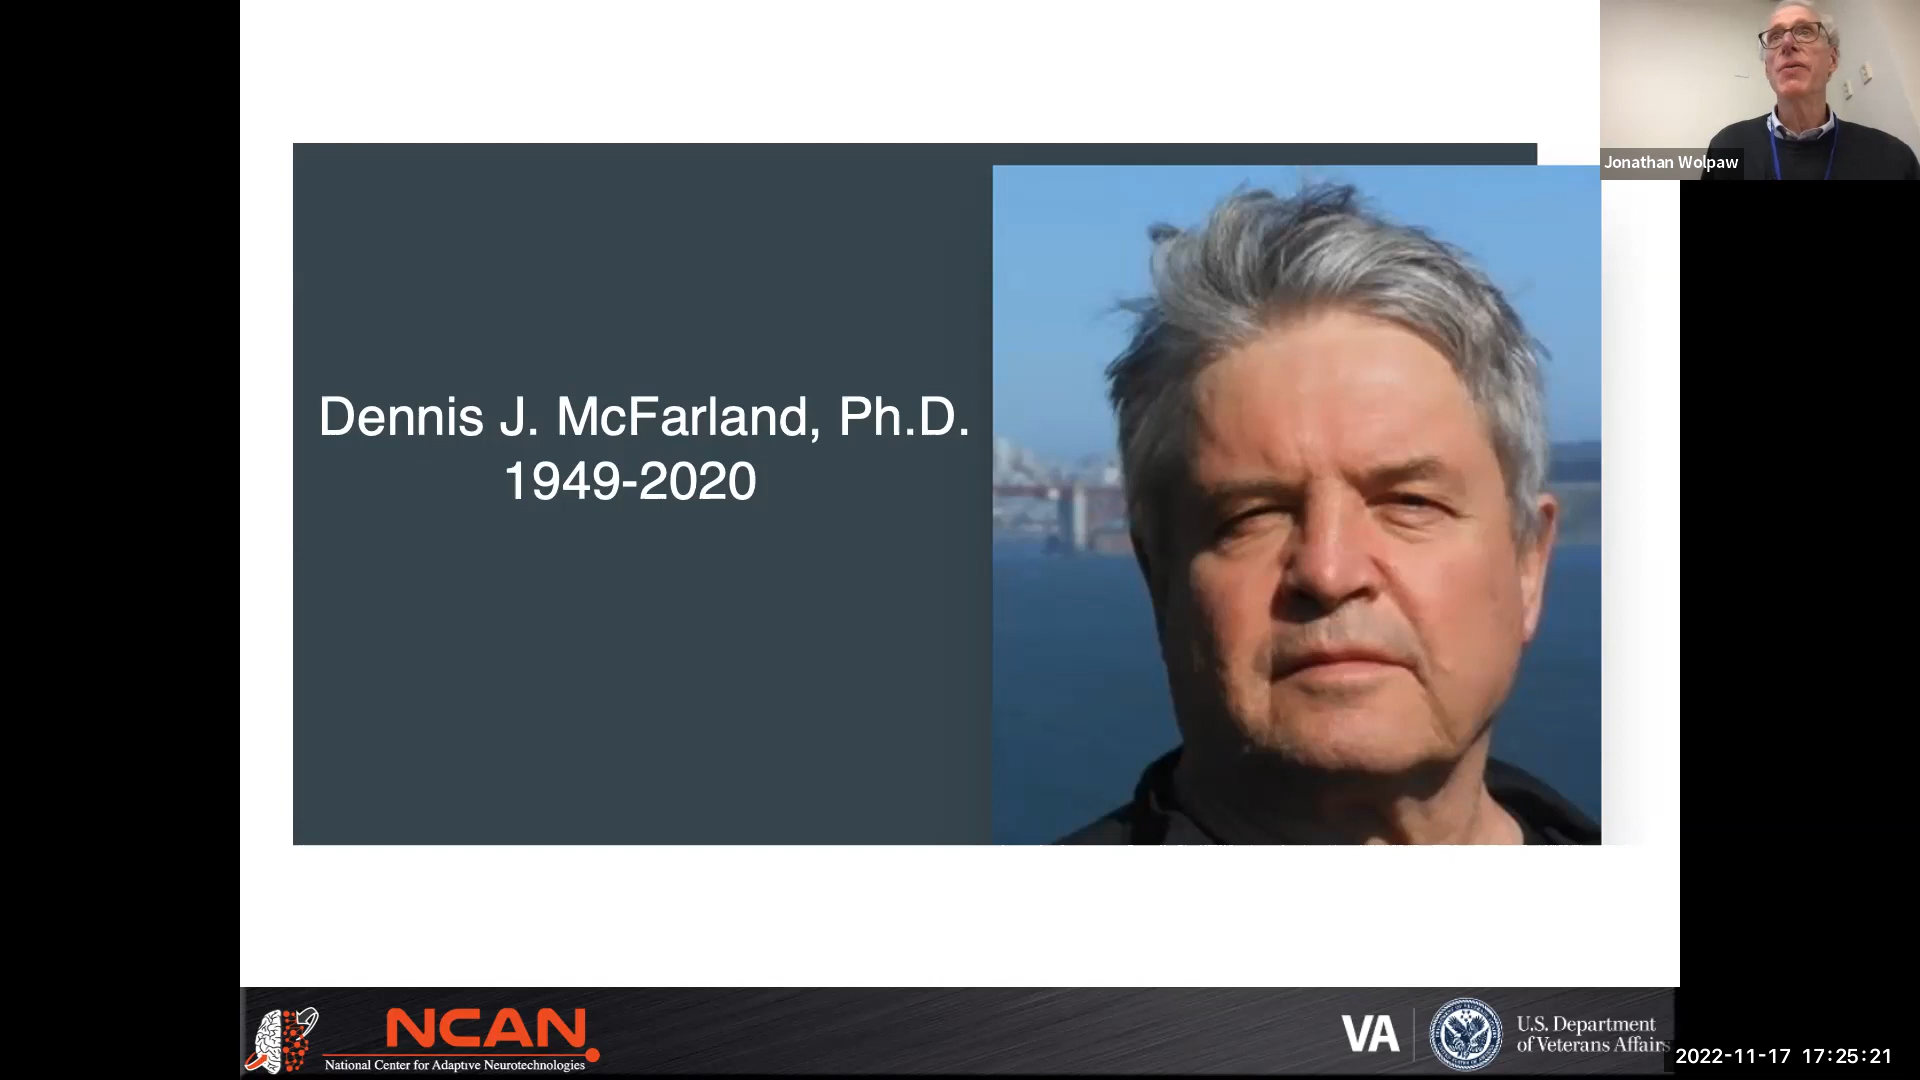 Jonathan Wolpaw
Dennis J. McFarland, Ph.D.
1949-2020
NCAN
National Center for Adaptive Neurotechnologies
VA
U.S. Department
of Veterans Affairs
2022-11-17 17:25:21